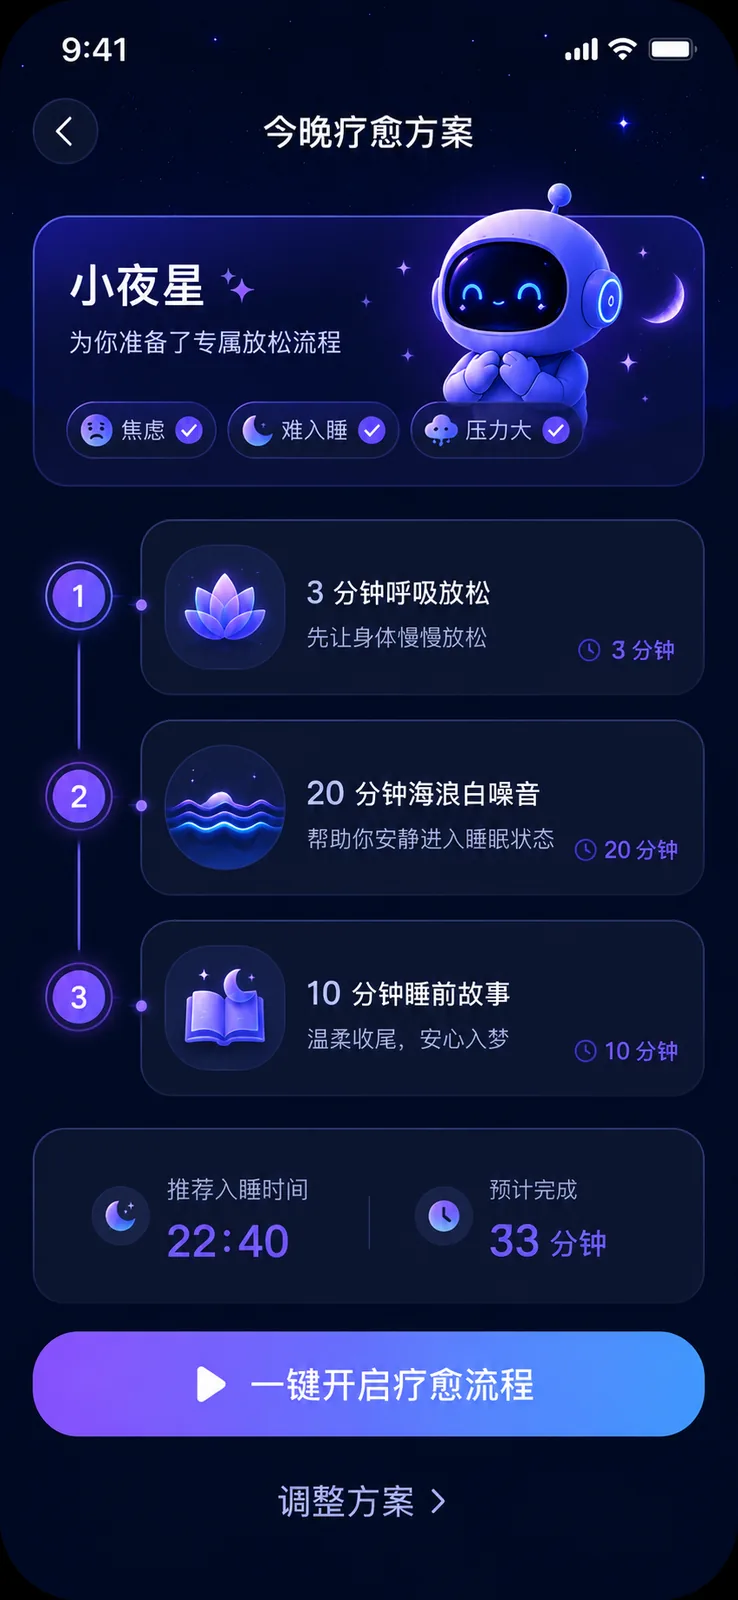 9:41
今晚疗愈方案
小夜星
为你准备了专属放松流程
焦虑
难入睡
压力大
1
3 分钟呼吸放松
先让身体慢慢放松
3 分钟
2
20 分钟海浪白噪音
帮助你安静进入睡眠状态
20 分钟
3
10 分钟睡前故事
温柔收尾，安心入梦
10 分钟
推荐入睡时间
22:40
预计完成
33 分钟
一键开启疗愈流程
调整方案